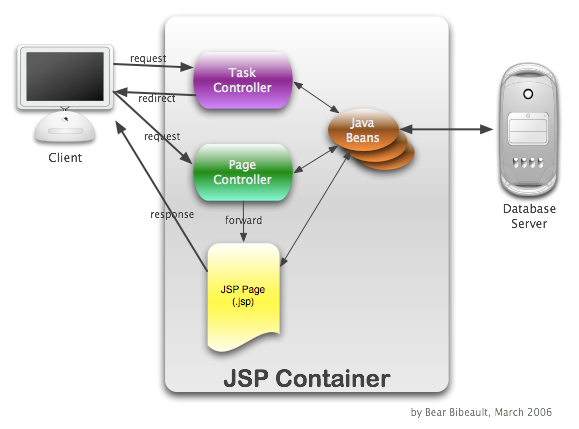 request
Task
Controller
redirect
Java
Beans
Client
request
Page
Controller
Database
Server
response
forward
JSP Page
(.jsp)
JSP Container
by Bear Bibeault, March 2006